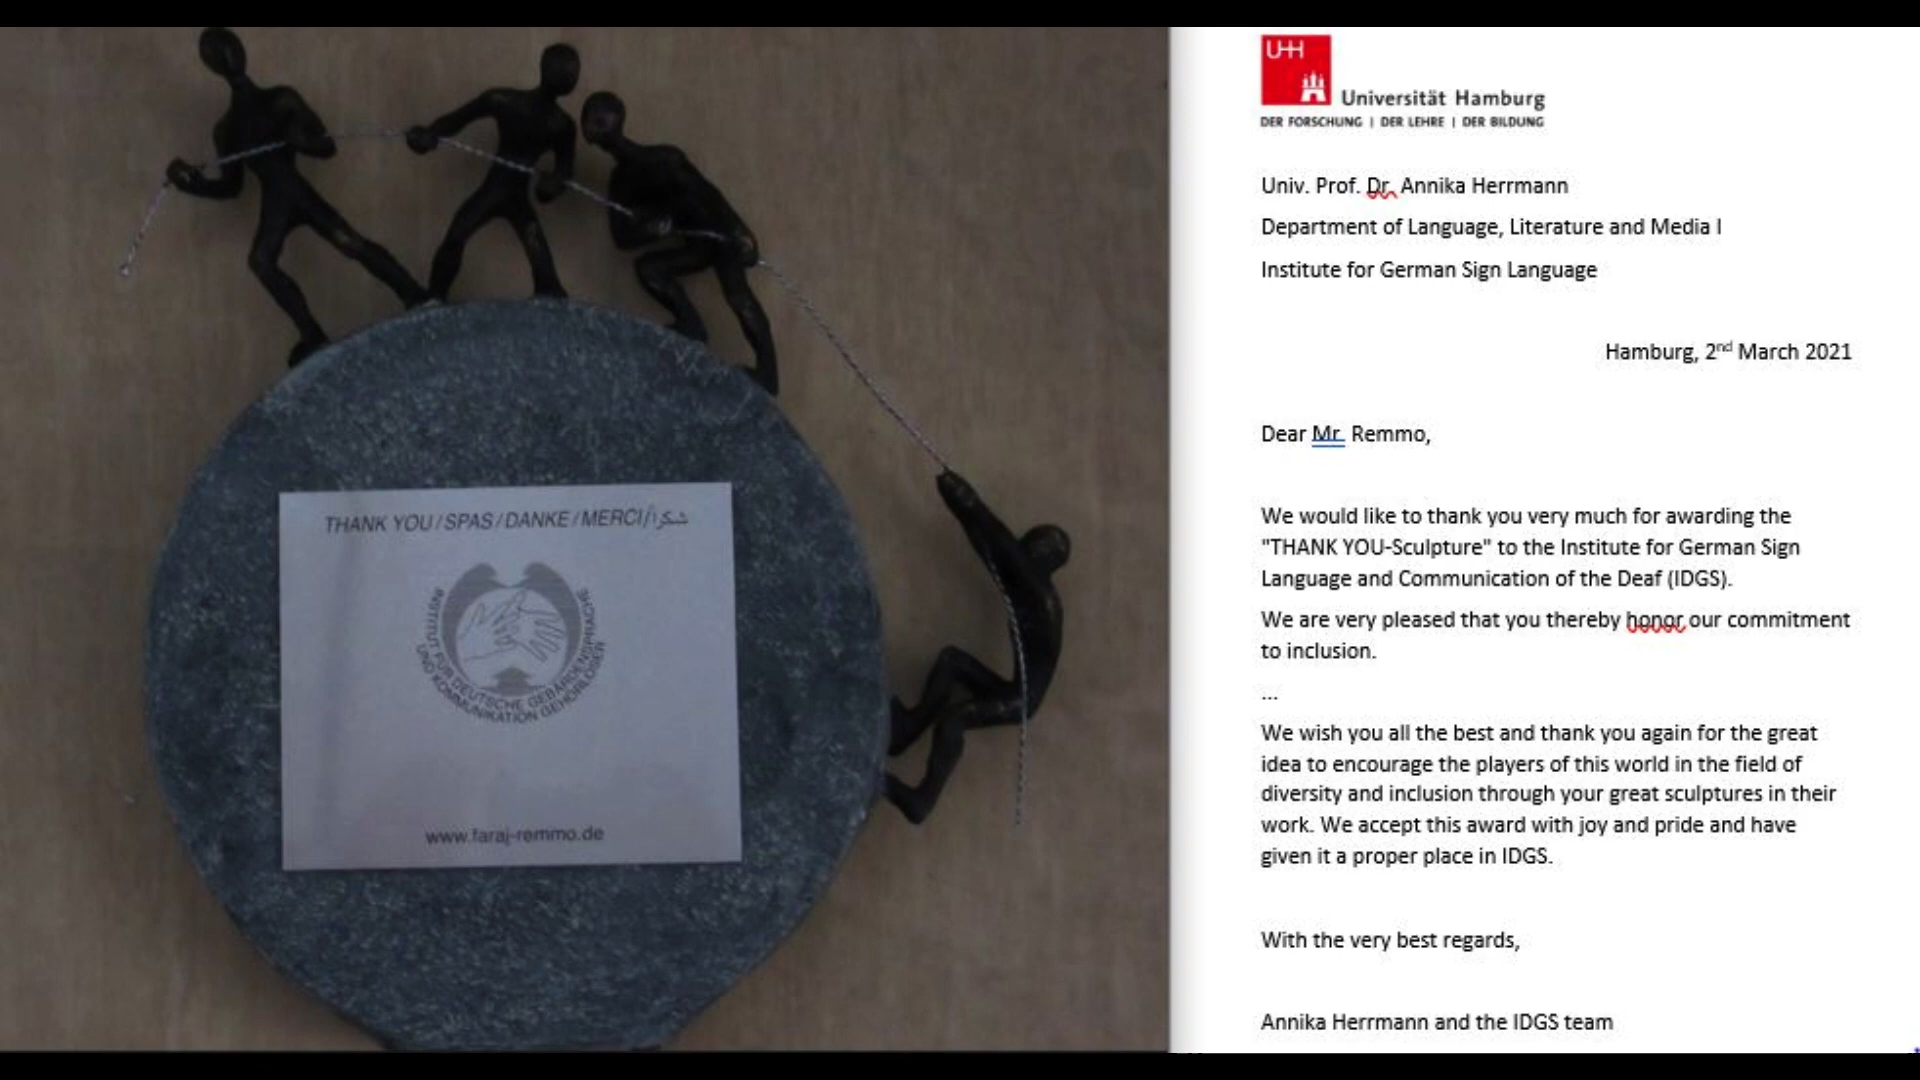 THANK YOU/SPAS/DANKE/MERCI/شكراً
INSTITUT FÜR DEUTSCHE GEBÄRDENSPRACHE
UND KOMMUNIKATION GEHÖRLOSER
www.faraj-remmo.de
UHH
Universität Hamburg
DER FORSCHUNG | DER LEHRE | DER BILDUNG
Univ. Prof. Dr. Annika Herrmann
Department of Language, Literature and Media I
Institute for German Sign Language
Hamburg, 2nd March 2021
Dear Mr. Remmo,
We would like to thank you very much for awarding the
"THANK YOU-Sculpture" to the Institute for German Sign
Language and Communication of the Deaf (IDGS).
We are very pleased that you thereby honor our commitment
to inclusion.
...
We wish you all the best and thank you again for the great
idea to encourage the players of this world in the field of
diversity and inclusion through your great sculptures in their
work. We accept this award with joy and pride and have
given it a proper place in IDGS.
With the very best regards,
Annika Herrmann and the IDGS team